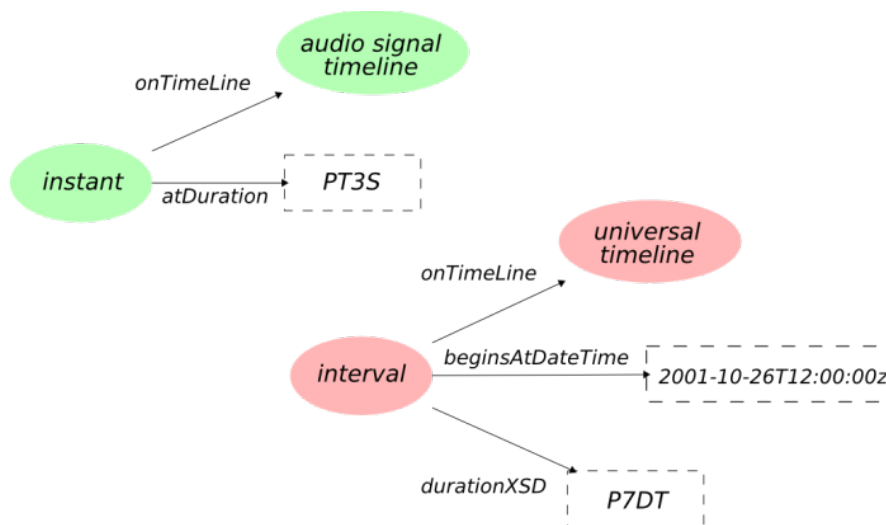 audio signal
timeline
onTimeLine
instant
atDuration
PT3S
universal
timeline
onTimeLine
interval
beginsAtDateTime
2001-10-26T12:00:00z
durationXSD
P7DT